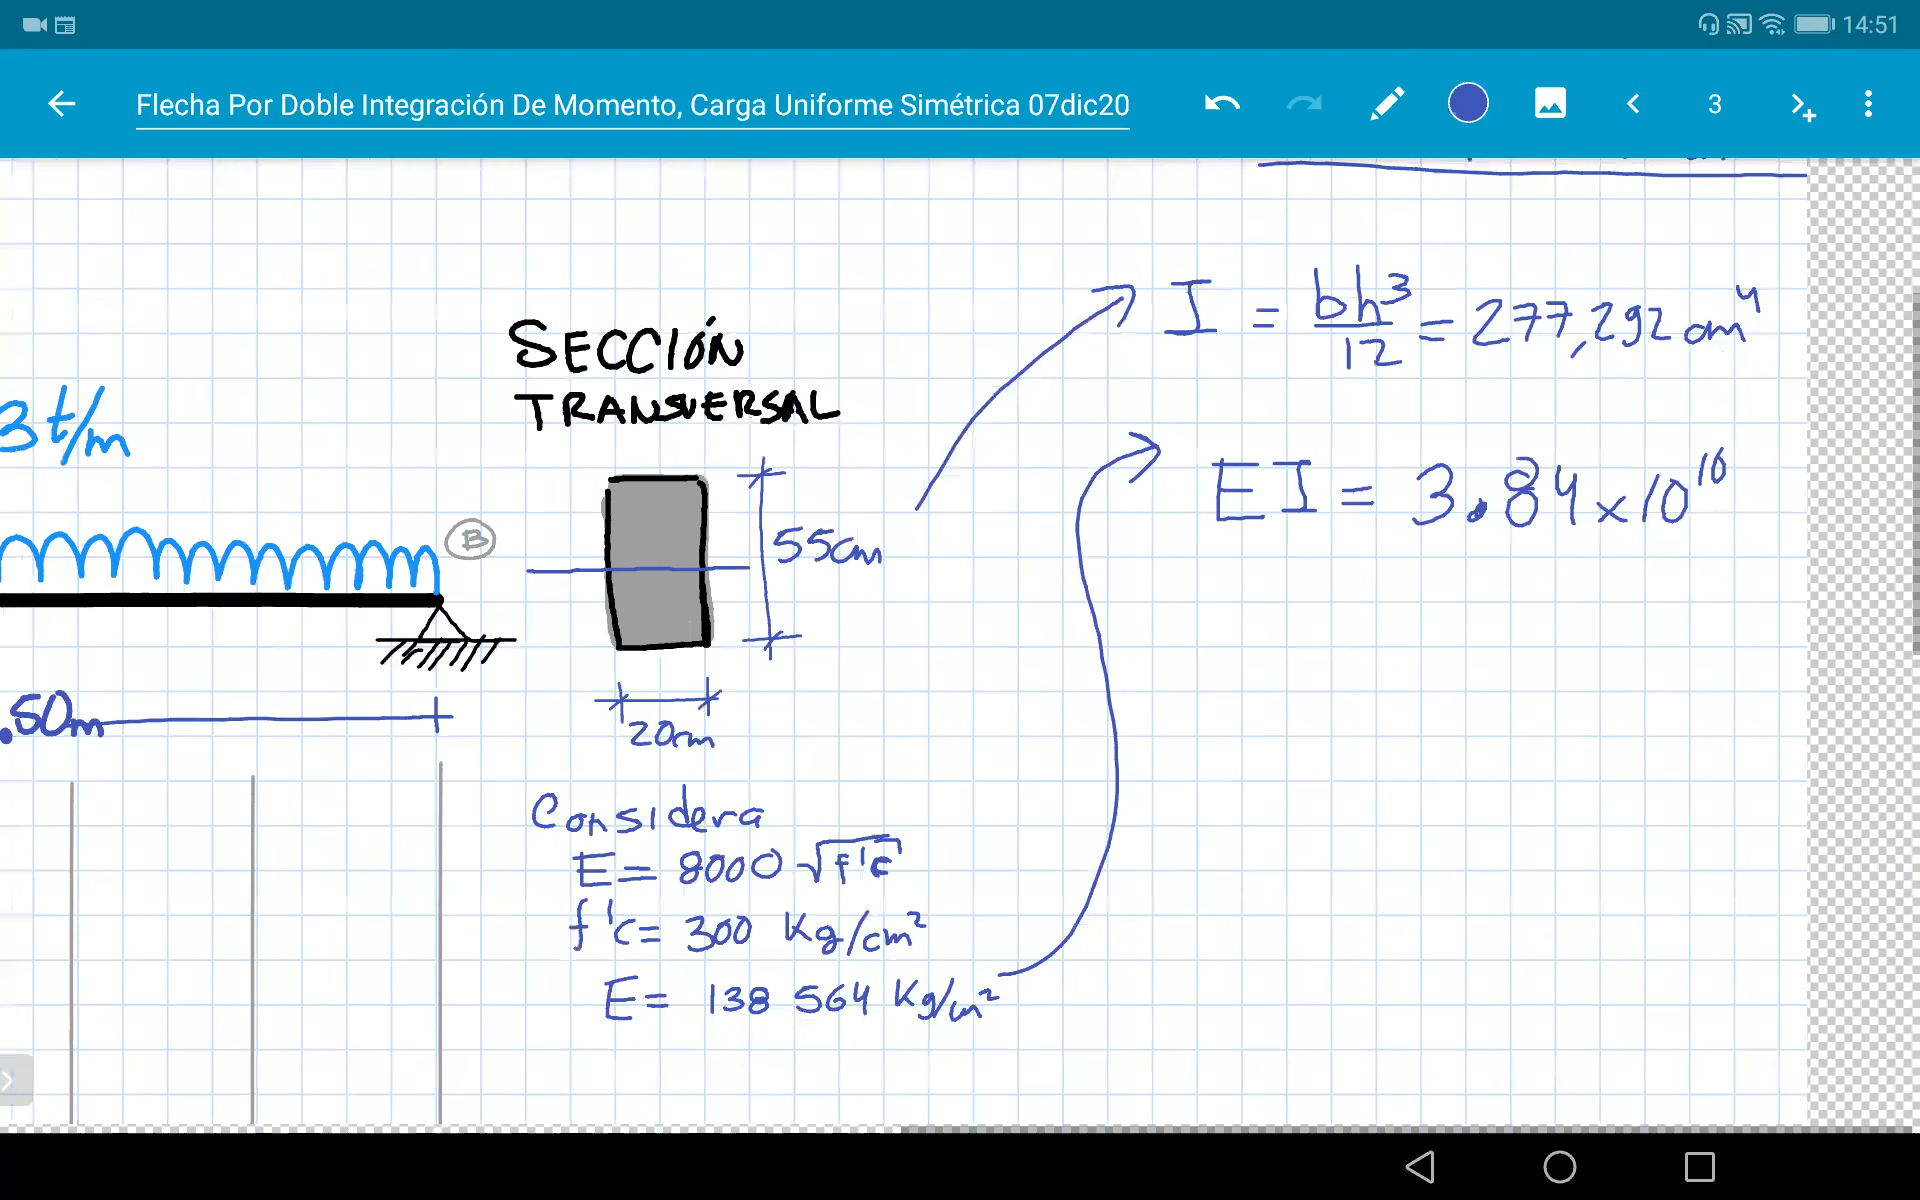 14:51
Flecha Por Doble Integración De Momento, Carga Uniforme Simétrica 07dic20
3
I = bh³/12 = 277,292 cm⁴
SECCIÓN
TRANSVERSAL
3 t/m
EI = 3.84 x 10¹⁰
B
55cm
.50m
20cm
Considera
E = 8000 √f'c
f'c = 300 Kg/cm²
E = 138 564 Kg/cm²